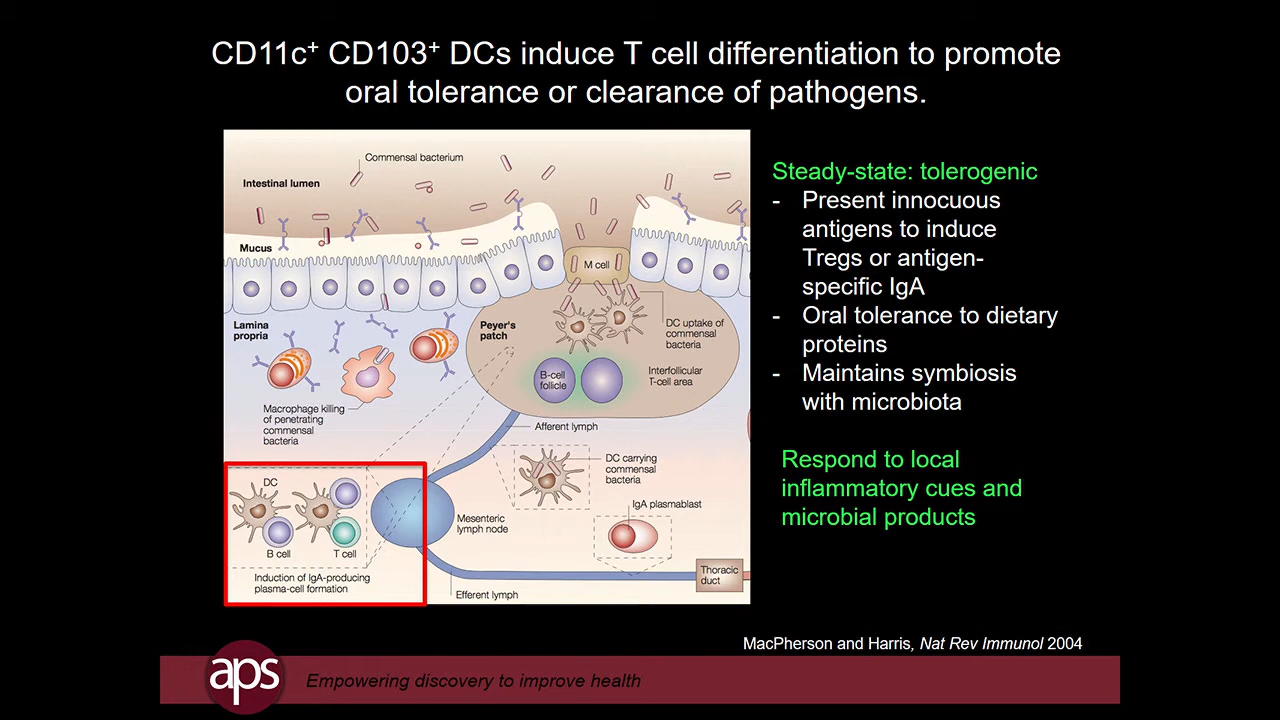 CD11c+ CD103+ DCs induce T cell differentiation to promote
oral tolerance or clearance of pathogens.
Commensal bacterium
Intestinal lumen
Mucus
M cell
Lamina
propria
Peyer's
patch
DC uptake of
commensal
bacteria
B-cell
follicle
Interfollicular
T-cell area
Macrophage killing
of penetrating
commensal
bacteria
Afferent lymph
DC carrying
commensal
bacteria
IgA plasmablast
DC
B cell
T cell
Induction of IgA-producing
plasma-cell formation
Mesenteric
lymph node
Efferent lymph
Thoracic
duct
Steady-state: tolerogenic
- Present innocuous
antigens to induce
Tregs or antigen-
specific IgA
- Oral tolerance to dietary
proteins
- Maintains symbiosis
with microbiota
Respond to local
inflammatory cues and
microbial products
MacPherson and Harris, Nat Rev Immunol 2004
aps
Empowering discovery to improve health